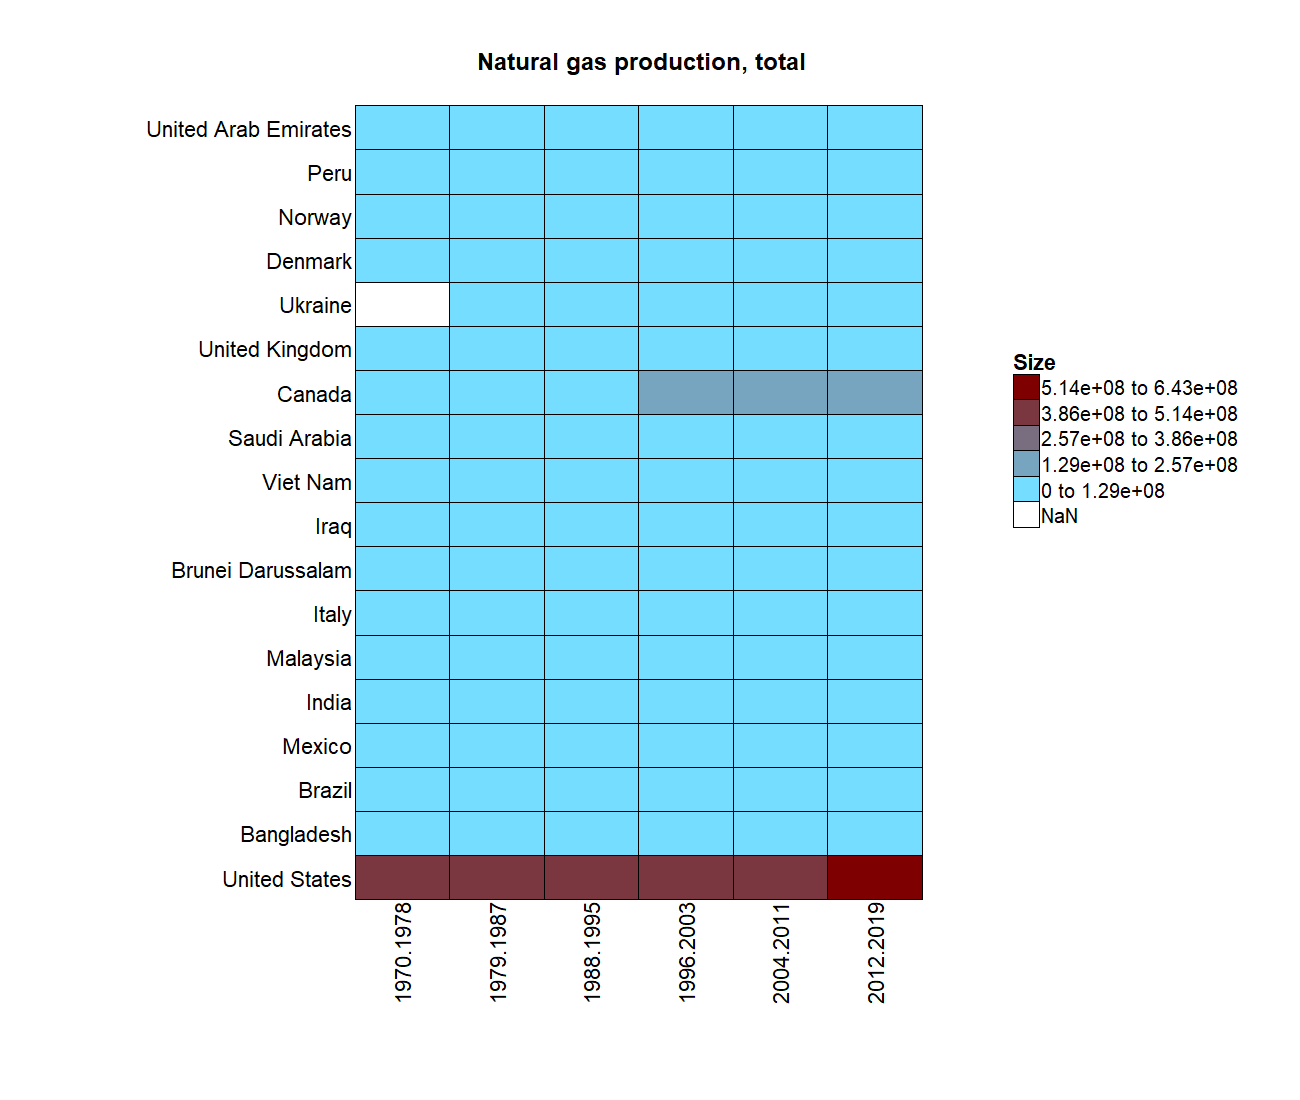 Natural gas production, total
United Arab Emirates
Peru
Norway
Denmark
Ukraine
United Kingdom
Canada
Saudi Arabia
Viet Nam
Iraq
Brunei Darussalam
Italy
Malaysia
India
Mexico
Brazil
Bangladesh
United States
1970.1978
1979.1987
1988.1995
1996.2003
2004.2011
2012.2019
Size
5.14e+08 to 6.43e+08
3.86e+08 to 5.14e+08
2.57e+08 to 3.86e+08
1.29e+08 to 2.57e+08
0 to 1.29e+08
NaN